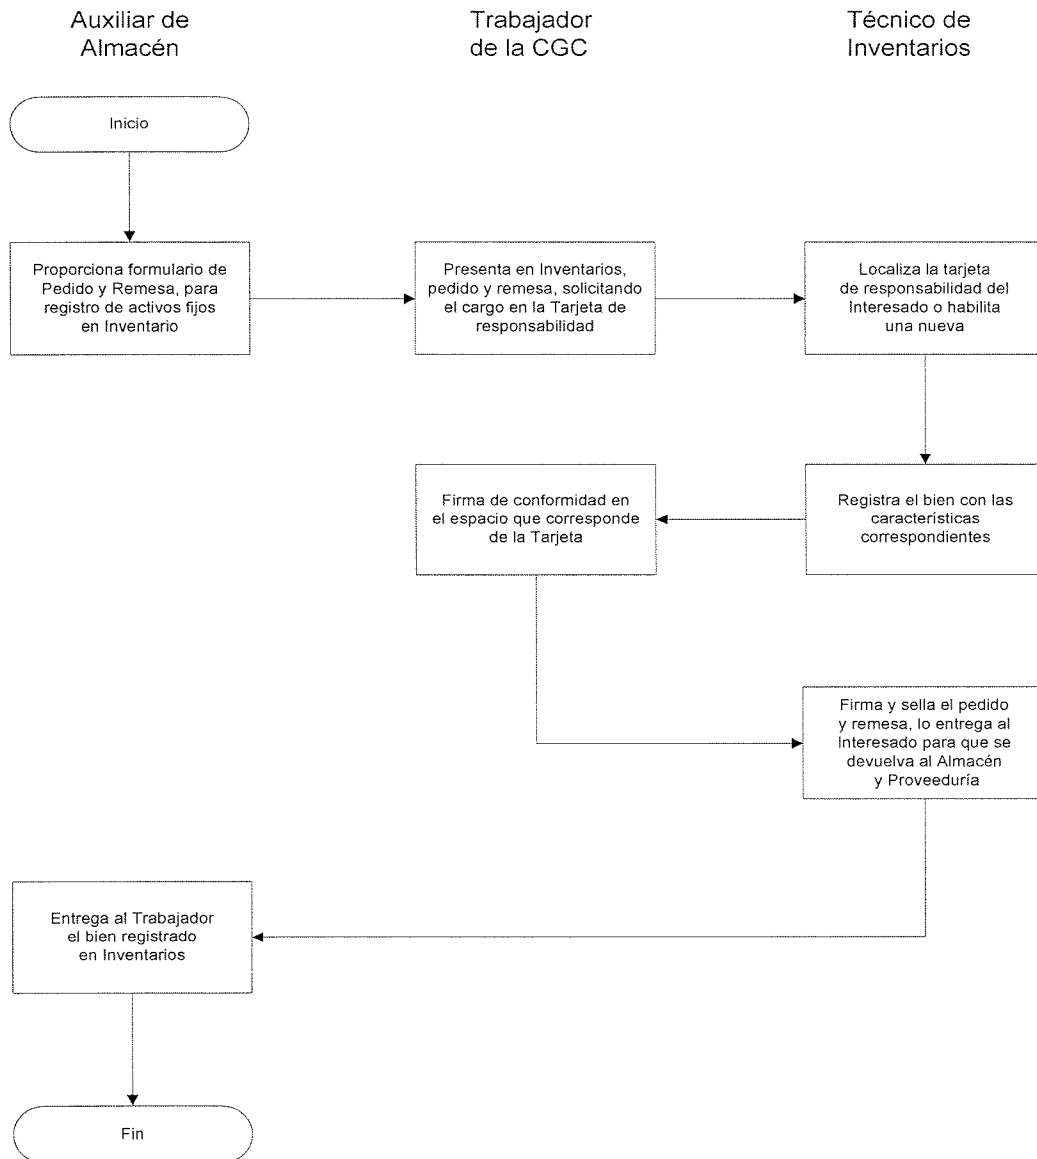 Auxiliar de
Almacén
Trabajador
de la CGC
Técnico de
Inventarios
Inicio
Proporciona formulario de
Pedido y Remesa, para
registro de activos fijos
en Inventario
Presenta en Inventarios,
pedido y remesa, solicitando
el cargo en la Tarjeta de
responsabilidad
Localiza la tarjeta
de responsabilidad del
Interesado o habilita
una nueva
Firma de conformidad en
el espacio que corresponde
de la Tarjeta
Registra el bien con las
características
correspondientes
Firma y sella el pedido
y remesa, lo entrega al
Interesado para que se
devuelva al Almacén
y Proveeduría
Entrega al Trabajador
el bien registrado
en Inventarios
Fin